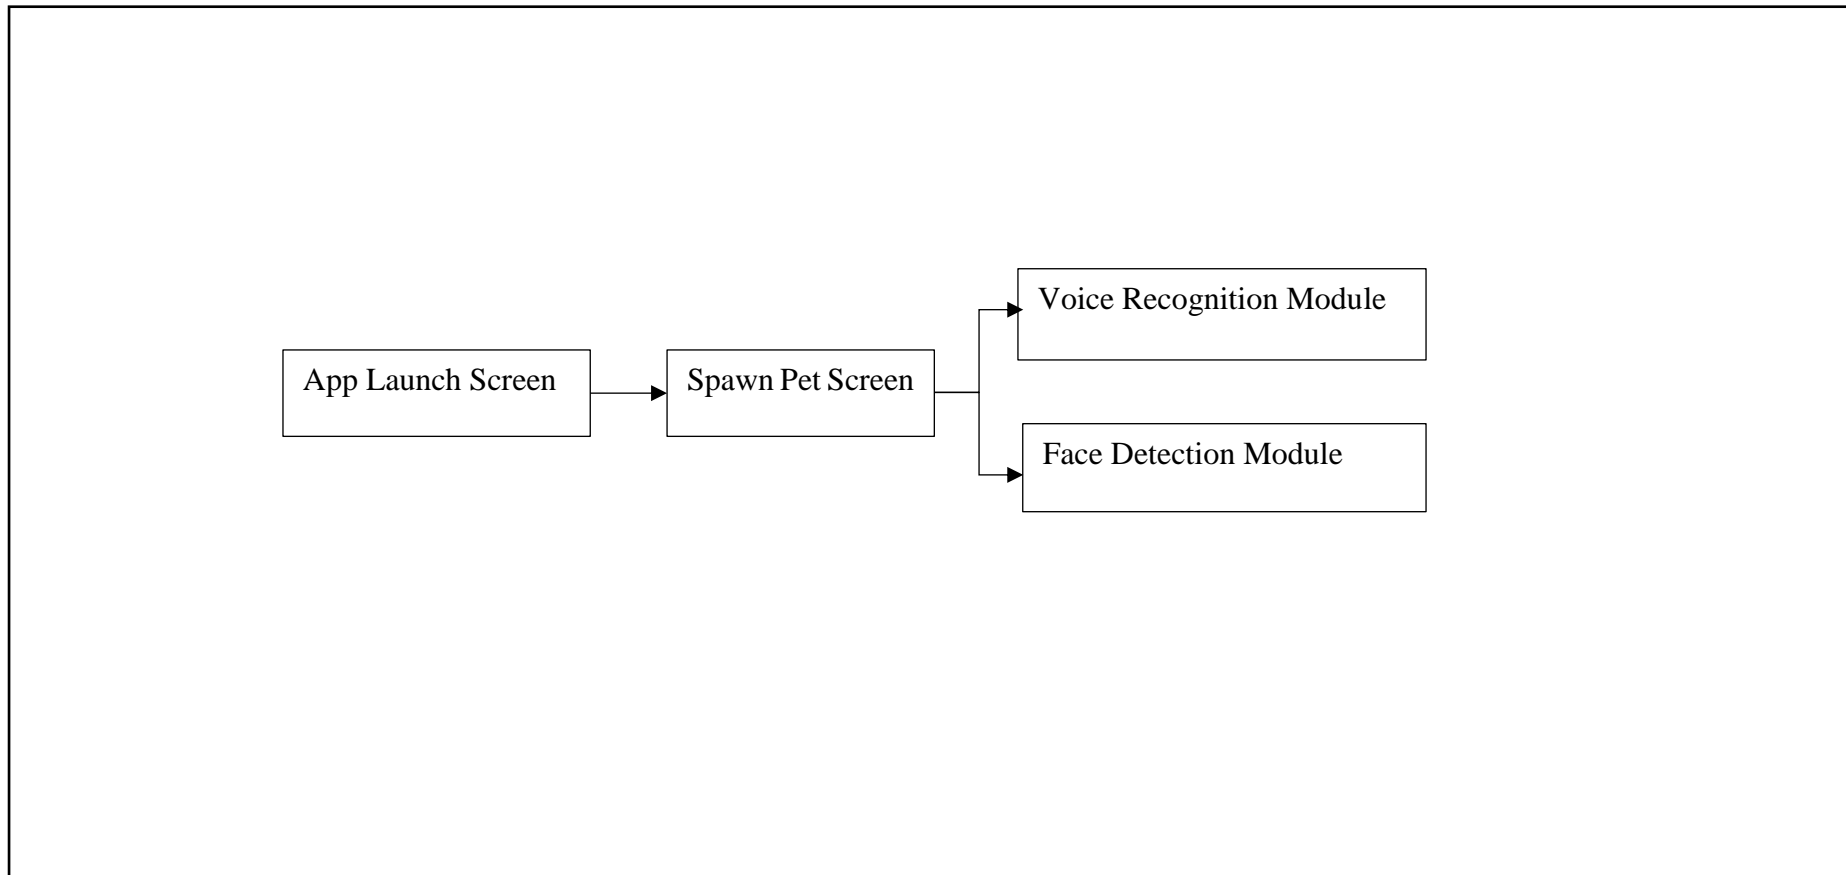 Voice Recognition Module
App Launch Screen
Spawn Pet Screen
Face Detection Module